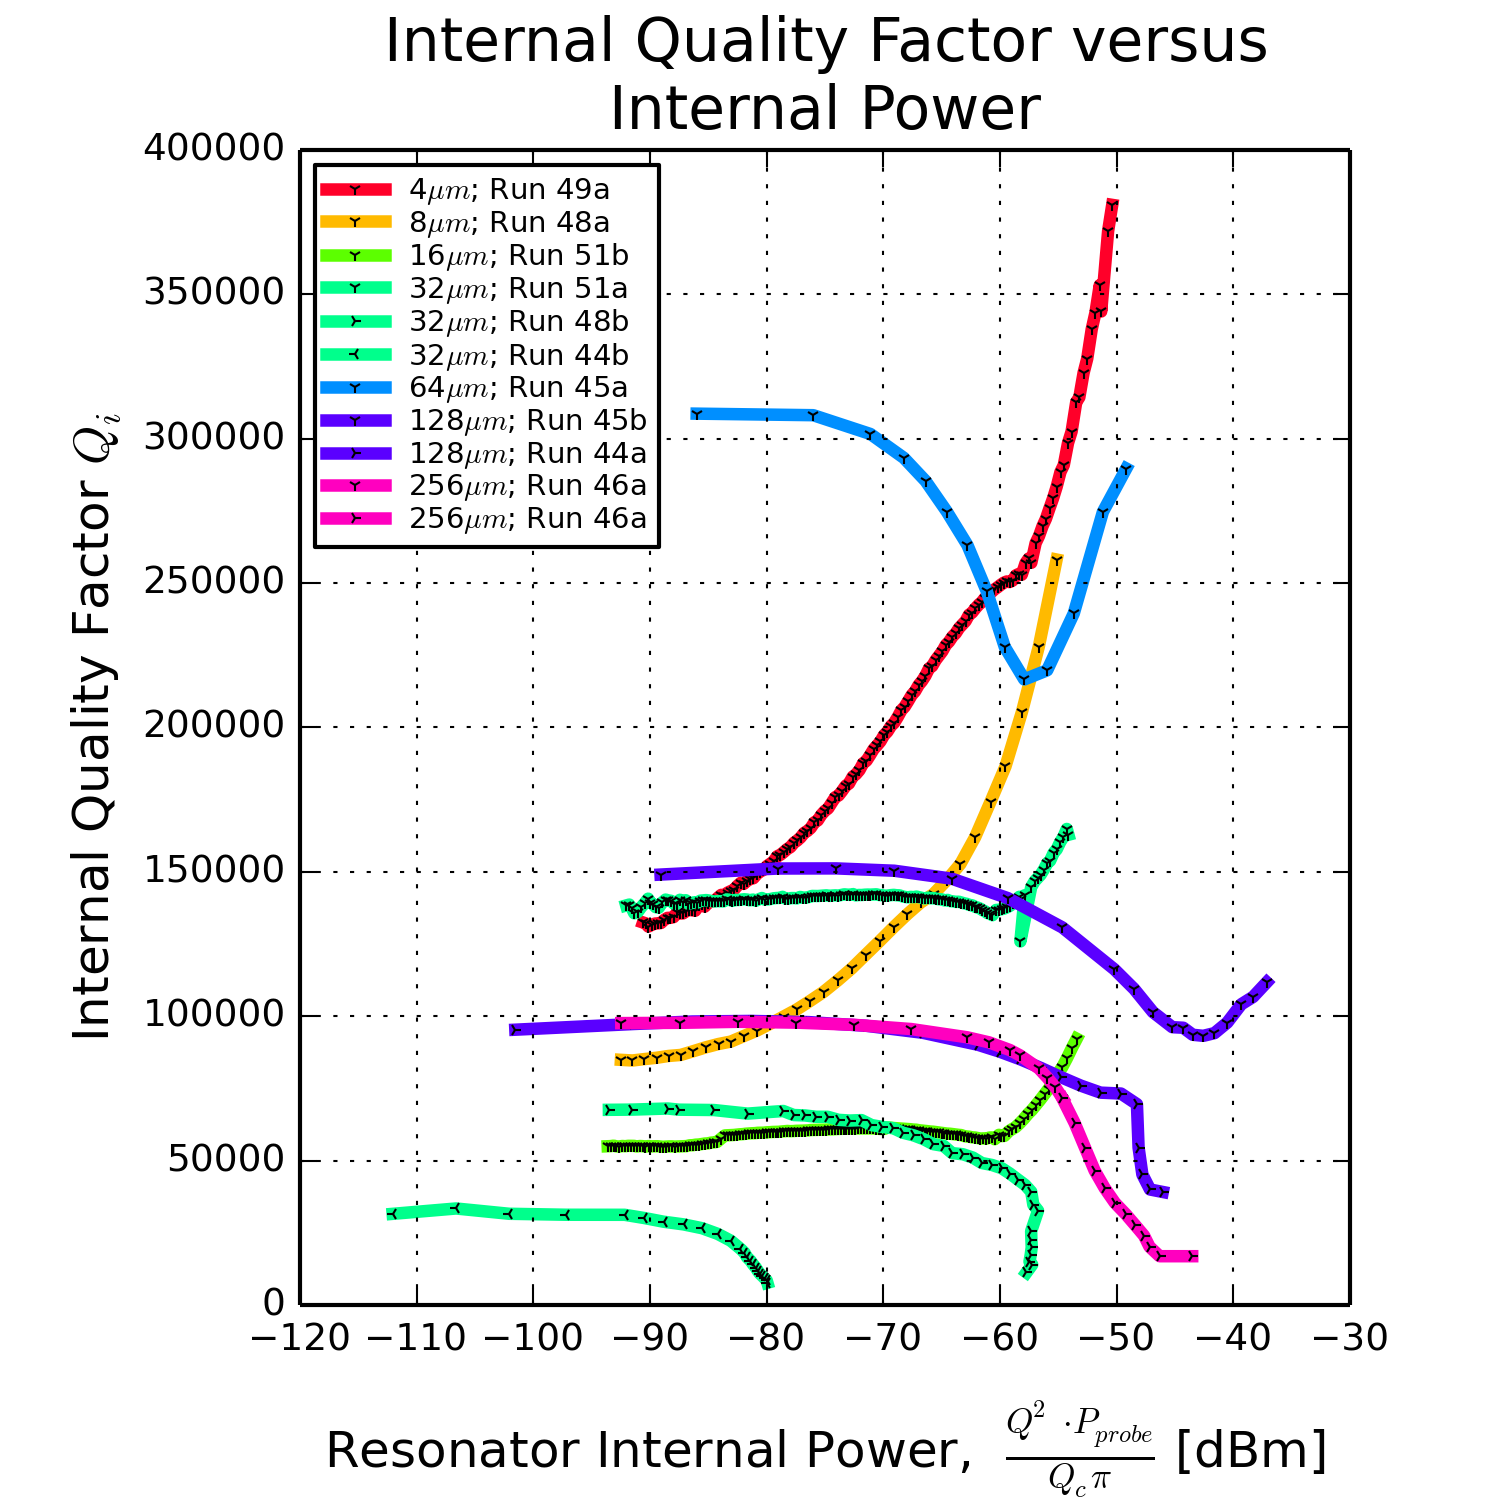 Internal Quality Factor versus
Internal Power
Internal Quality Factor Qᵢ
400000
350000
300000
250000
200000
150000
100000
50000
0
4μm; Run 49a
8μm; Run 48a
16μm; Run 51b
32μm; Run 51a
32μm; Run 48b
32μm; Run 44b
64μm; Run 45a
128μm; Run 45b
128μm; Run 44a
256μm; Run 46a
256μm; Run 46a
−120 −110 −100 −90 −80 −70 −60 −50 −40 −30
Resonator Internal Power, Q² ·P_probe / Q_c π [dBm]